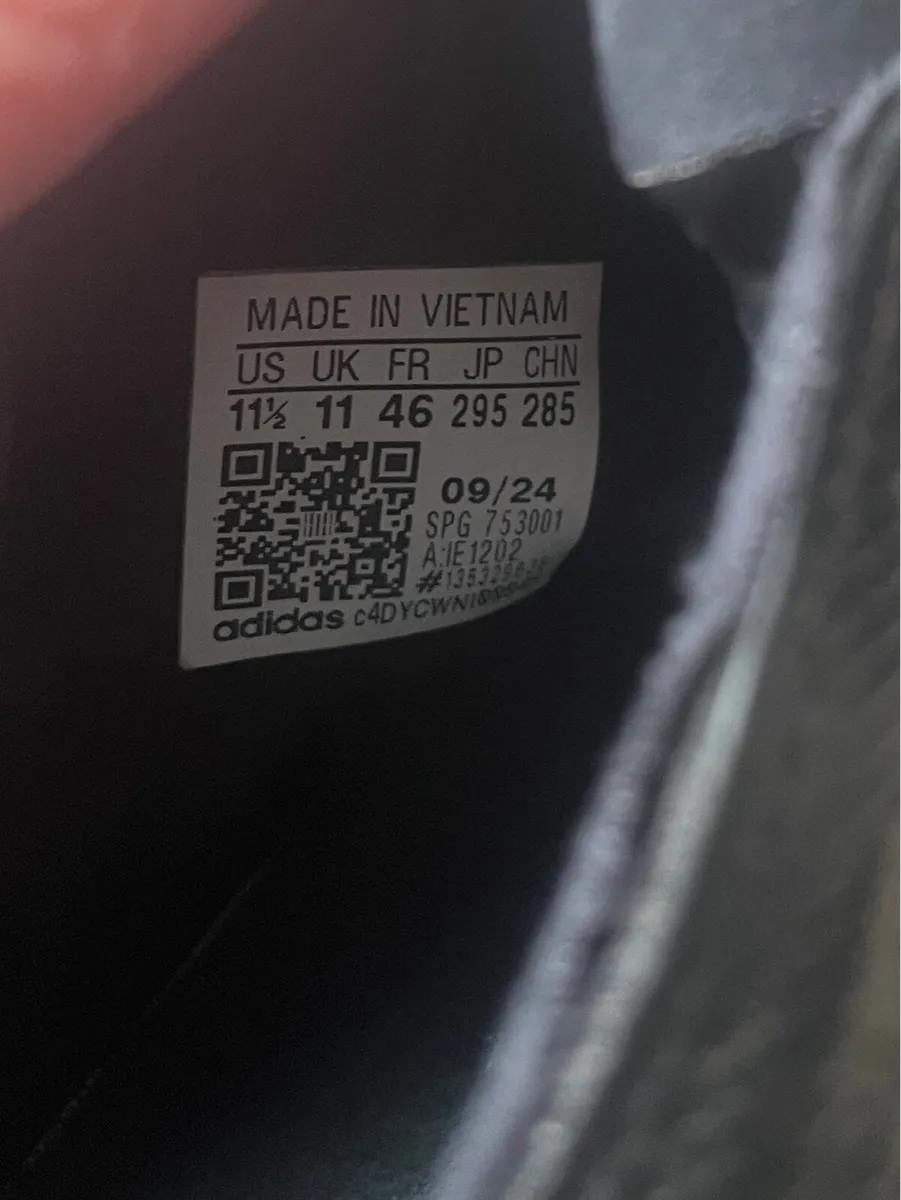 MADE IN VIETNAM
US UK FR JP CHN
11½ 11 46 295 285
09/24
SPG 753001
A:IE1202
adidas